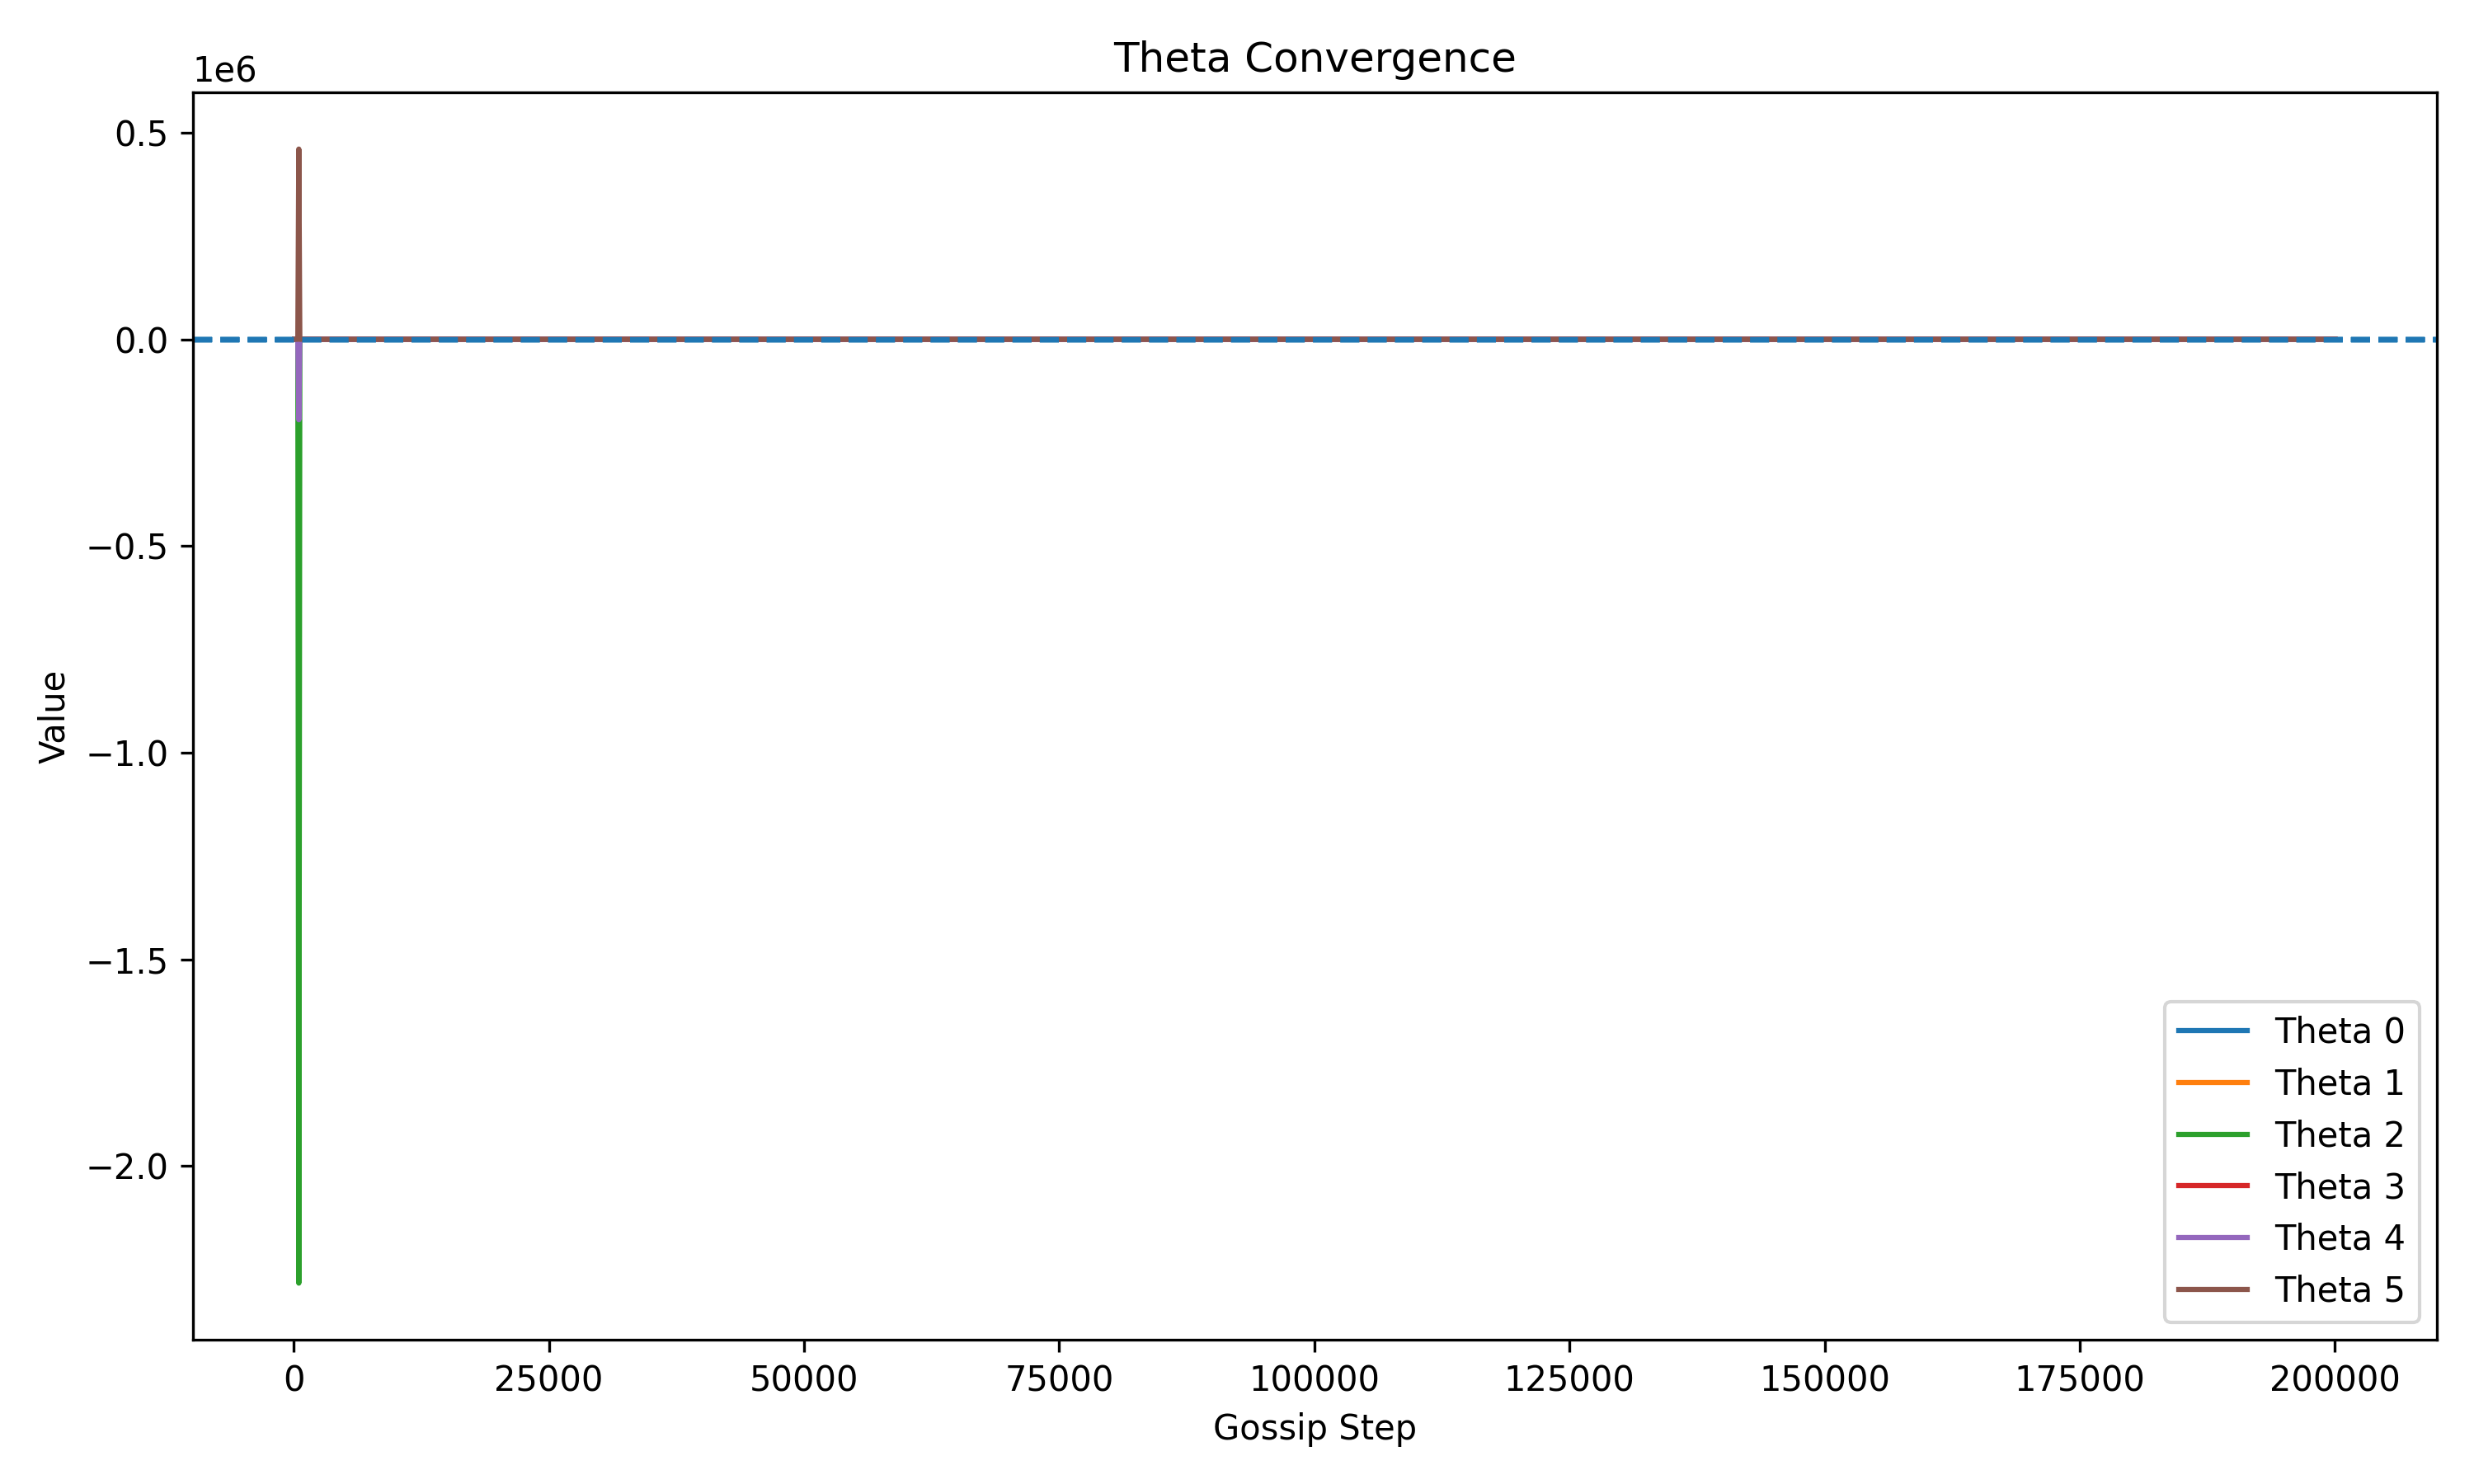 Theta Convergence
1e6
0.5
0.0
−0.5
−1.0
−1.5
−2.0
Value
0 25000 50000 75000 100000 125000 150000 175000 200000
Gossip Step
Theta 0
Theta 1
Theta 2
Theta 3
Theta 4
Theta 5